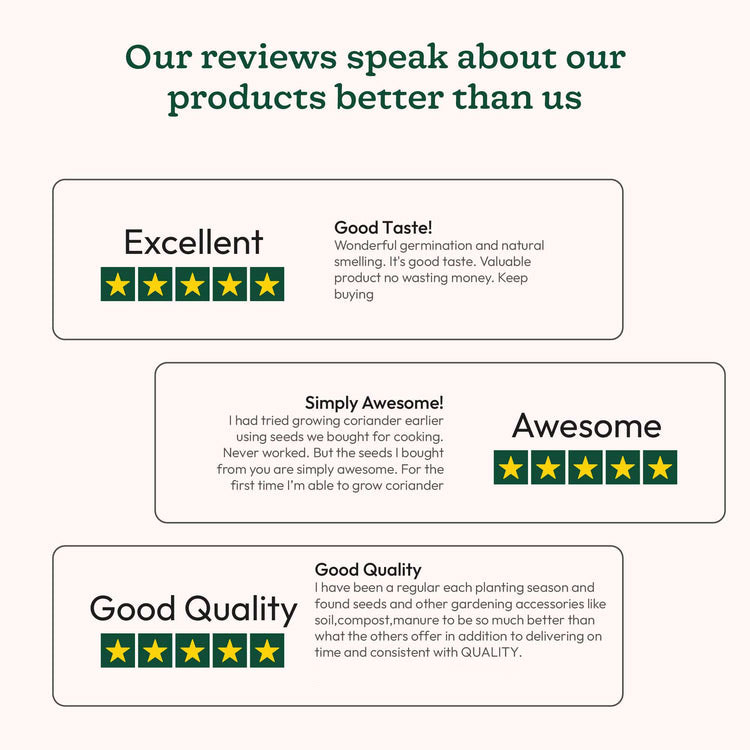 Our reviews speak about our
products better than us
Excellent
Good Taste!
Wonderful germination and natural
smelling. It's good taste. Valuable
product no wasting money. Keep
buying
Simply Awesome!
I had tried growing coriander earlier
using seeds we bought for cooking.
Never worked. But the seeds I bought
from you are simply awesome. For the
first time I'm able to grow coriander
Awesome
Good Quality
Good Quality
I have been a regular each planting season and
found seeds and other gardening accessories like
soil,compost,manure to be so much better than
what the others offer in addition to delivering on
time and consistent with QUALITY.